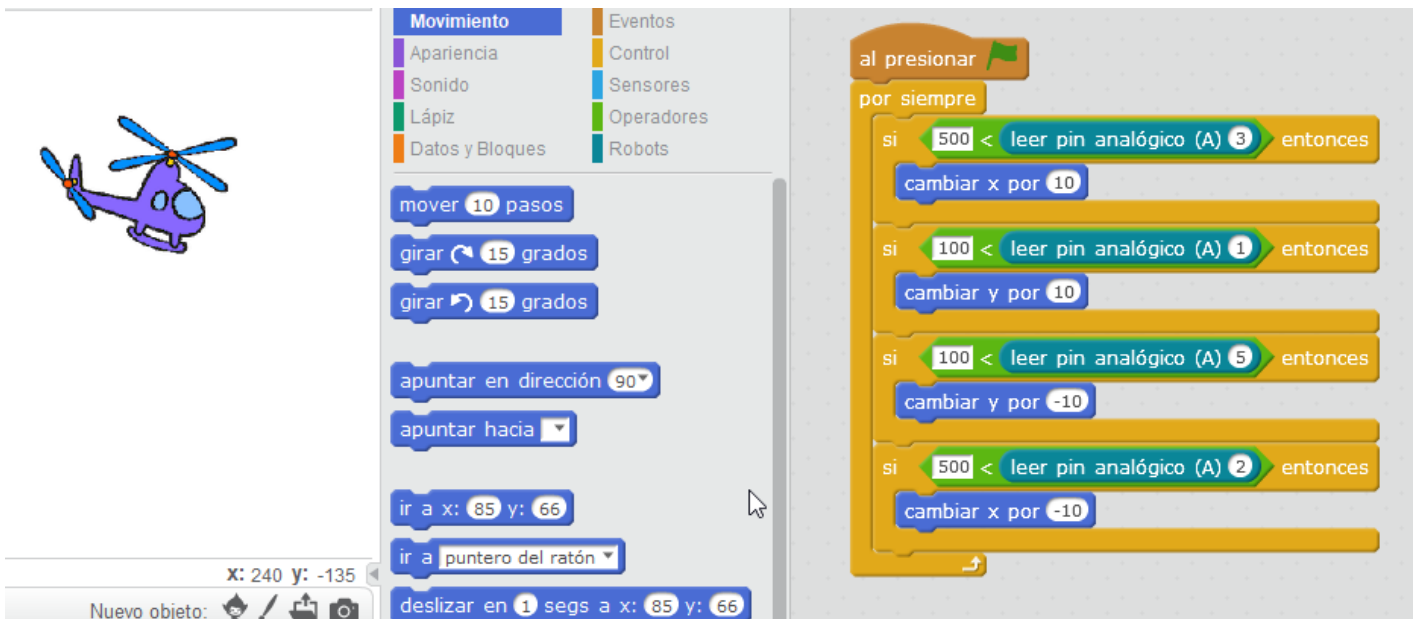 Movimiento
Apariencia
Sonido
Lápiz
Datos y Bloques
Eventos
Control
Sensores
Operadores
Robots
mover 10 pasos
girar 15 grados
girar 15 grados
apuntar en dirección 90
apuntar hacia
ir a x: 85 y: 66
ir a puntero del ratón
deslizar en 1 segs a x: 85 y: 66
x: 240 y: -135
Nuevo objeto:
al presionar
por siempre
si 500 < leer pin analógico (A) 3 entonces
cambiar x por 10
si 100 < leer pin analógico (A) 1 entonces
cambiar y por 10
si 100 < leer pin analógico (A) 5 entonces
cambiar y por -10
si 500 < leer pin analógico (A) 2 entonces
cambiar x por -10